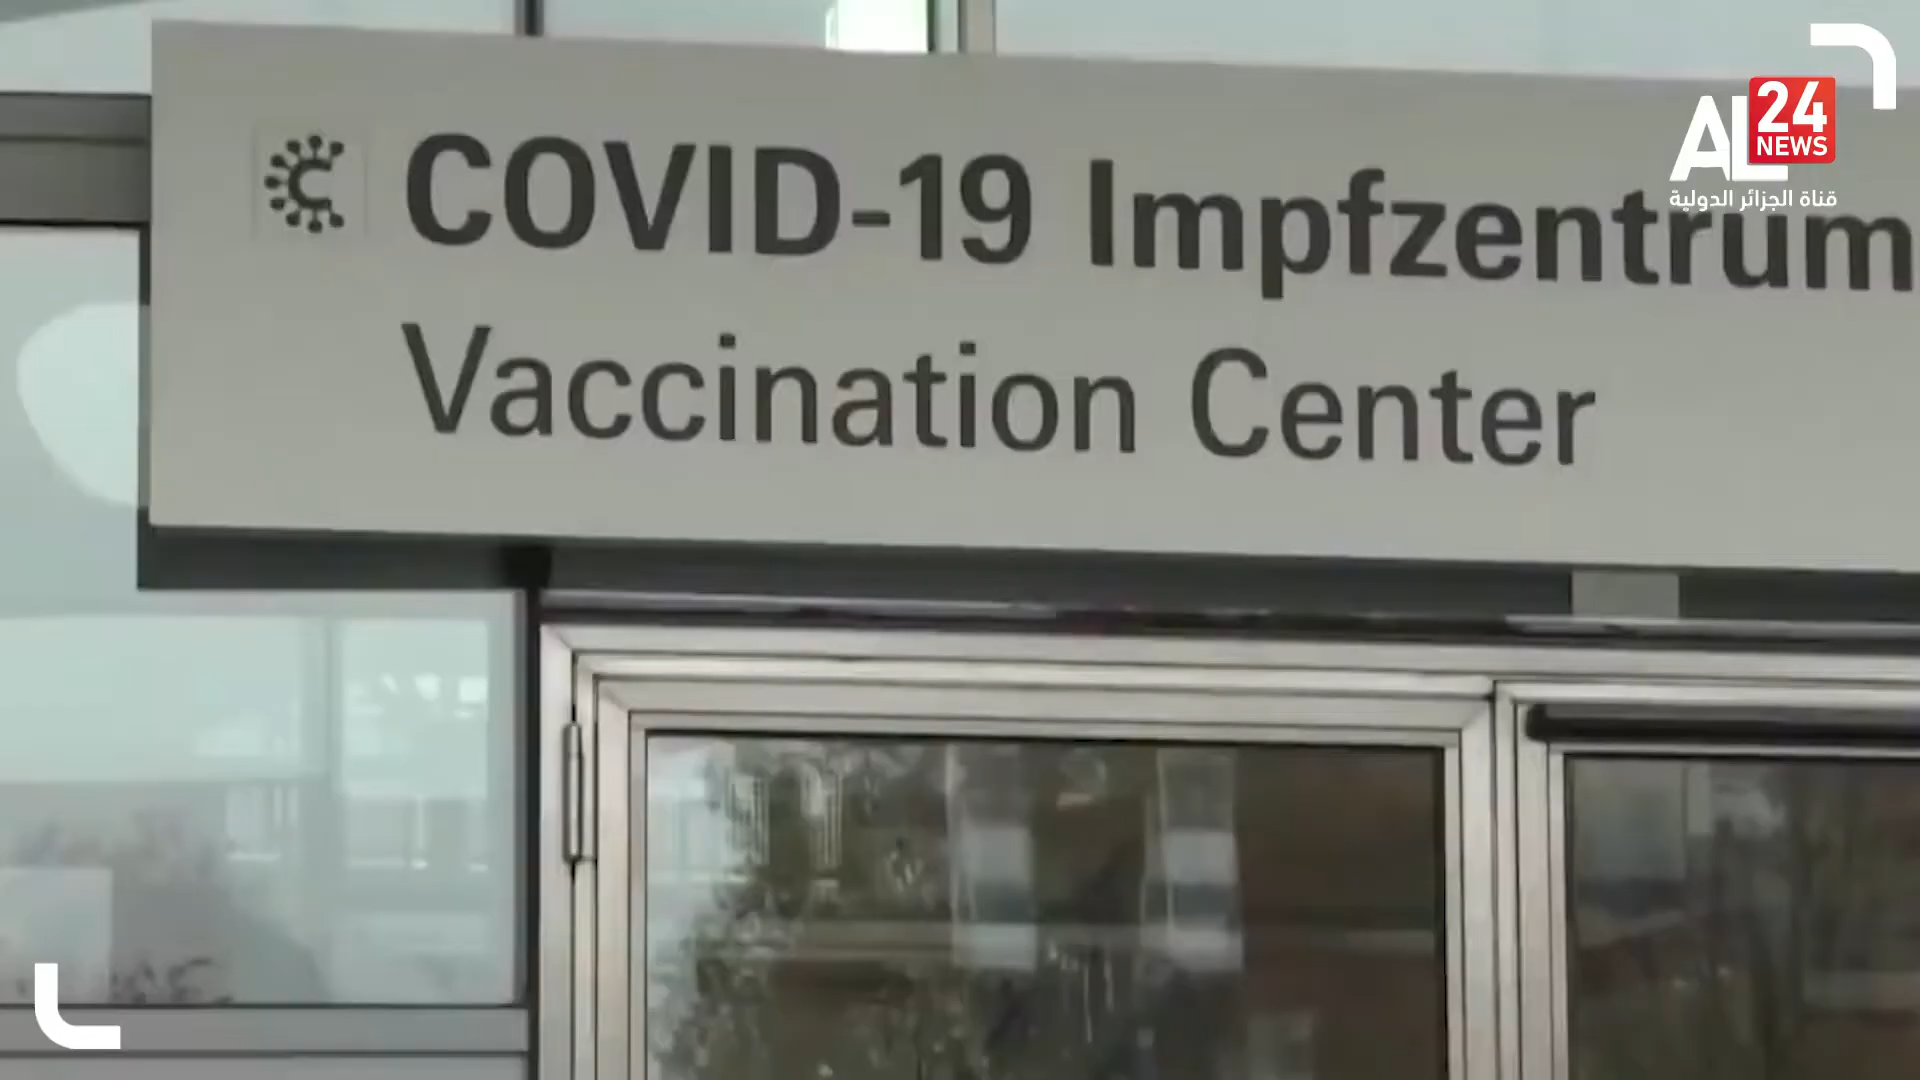 COVID-19 Impfzentrum
Vaccination Center
AL
24
NEWS
قناة الجزائر الدولية